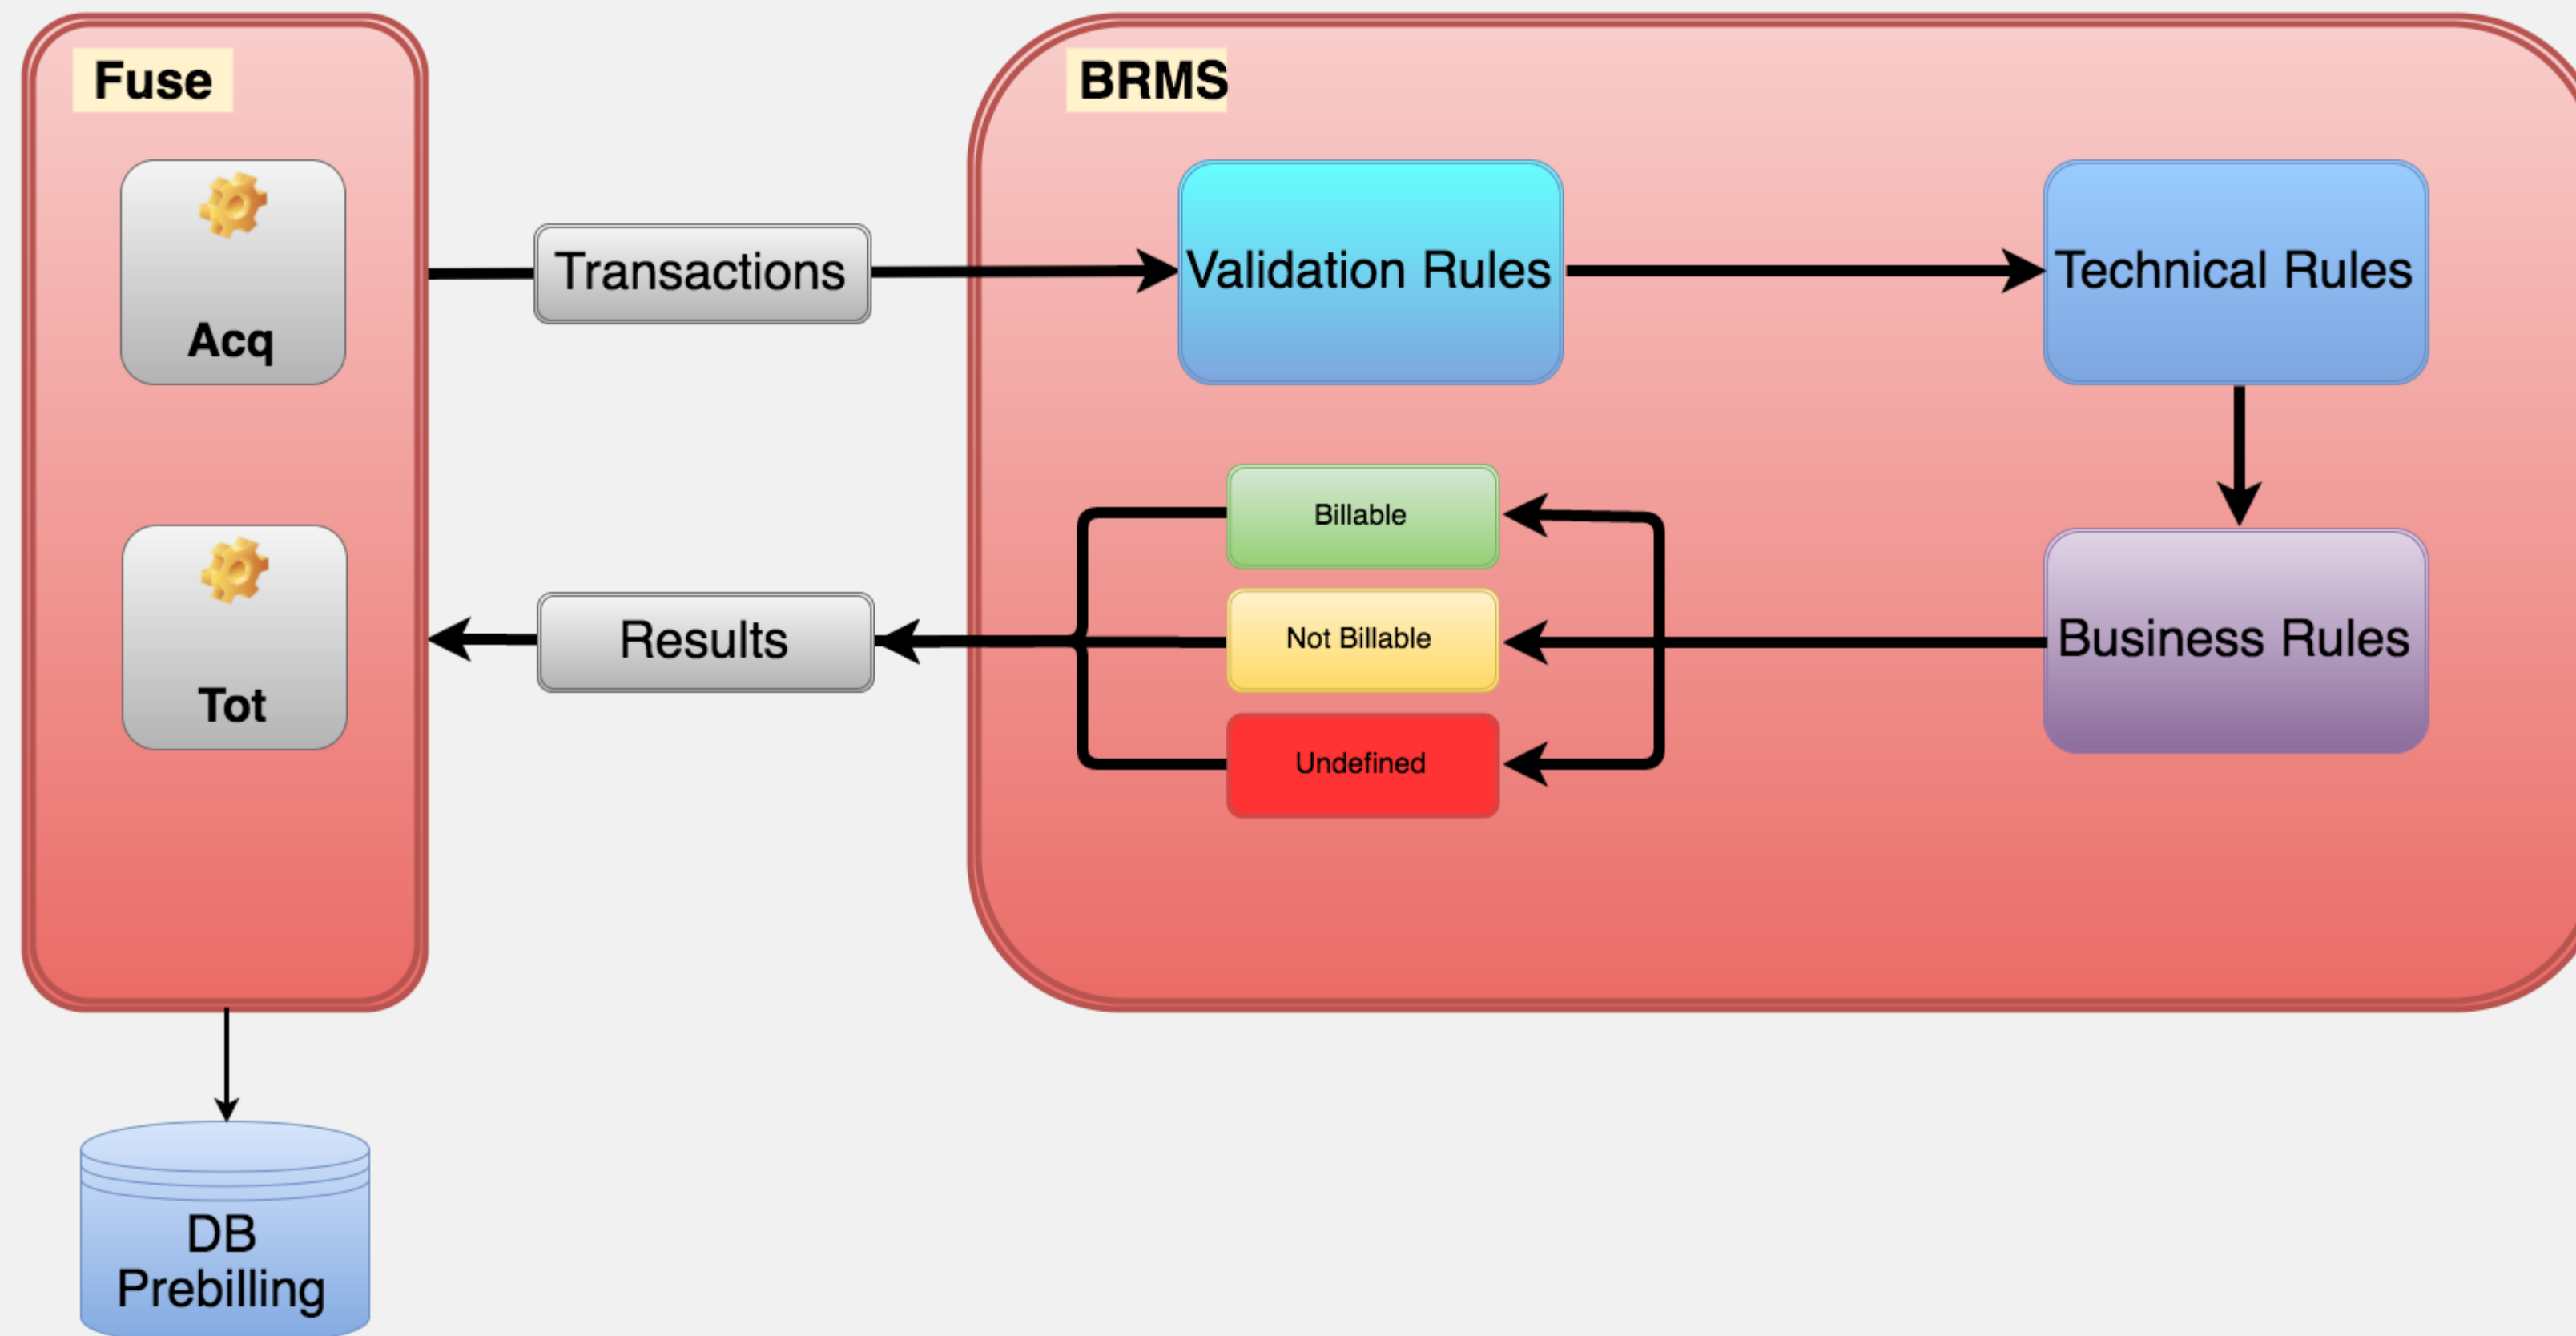 Fuse
BRMS
Acq
Transactions
Validation Rules
Technical Rules
Billable
Not Billable
Undefined
Business Rules
Results
Tot
DB
Prebilling